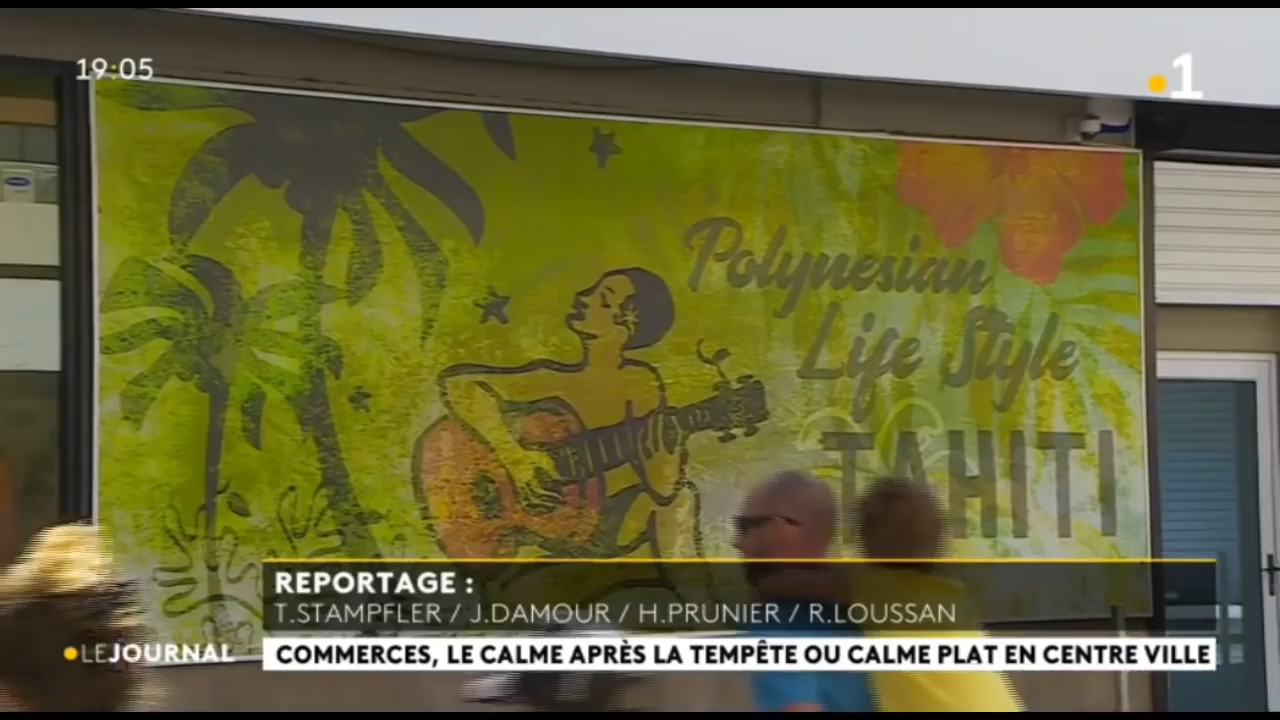 19:05
1
Polynesian
Life Style
TAHITI
REPORTAGE :
T.STAMPFLER / J.DAMOUR / H.PRUNIER / R.LOUSSAN
LEJOURNAL
COMMERCES, LE CALME APRÈS LA TEMPÊTE OU CALME PLAT EN CENTRE VILLE